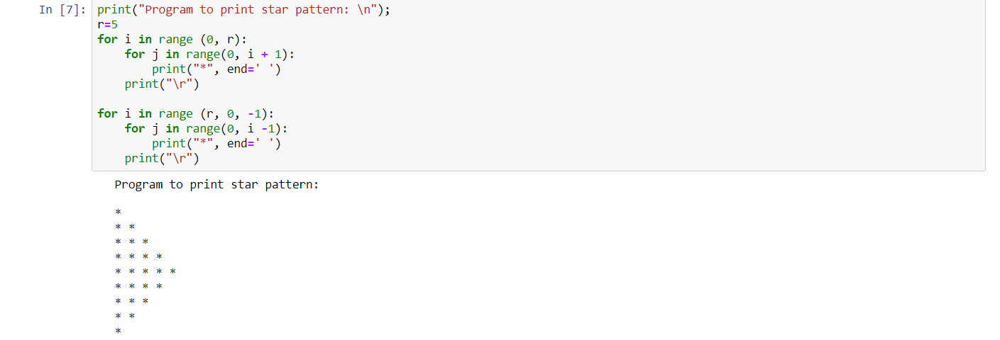 In [7]: print("Program to print star pattern: \n");
r=5
for i in range (0, r):
    for j in range(0, i + 1):
        print("*", end=' ')
    print("\r")

for i in range (r, 0, -1):
    for j in range(0, i -1):
        print("*", end=' ')
    print("\r")
Program to print star pattern:

*
* *
* * *
* * * *
* * * * *
* * * *
* * *
* *
*